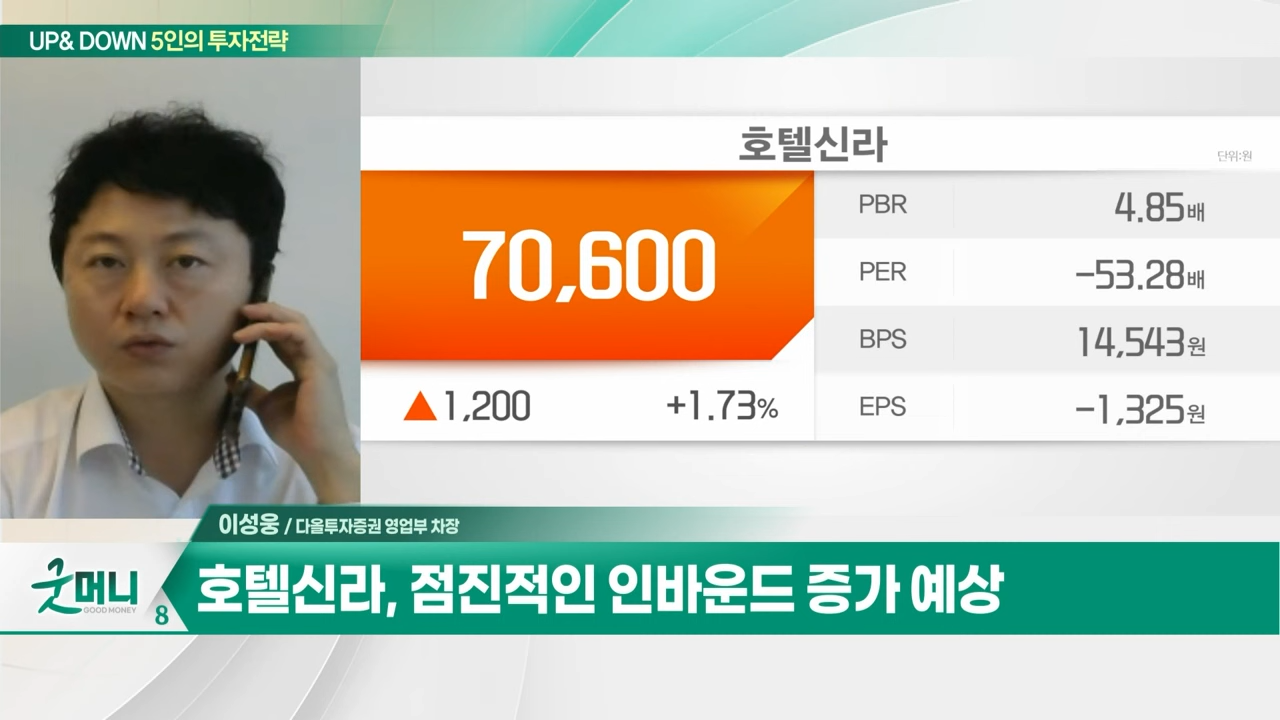 UP& DOWN 5인의 투자전략
호텔신라
단위:원
70,600
▲1,200 +1.73%
PBR 4.85배
PER -53.28배
BPS 14,543원
EPS -1,325원
이성웅 / 다올투자증권 영업부 차장
굿머니
GOOD MONEY
8
호텔신라, 점진적인 인바운드 증가 예상